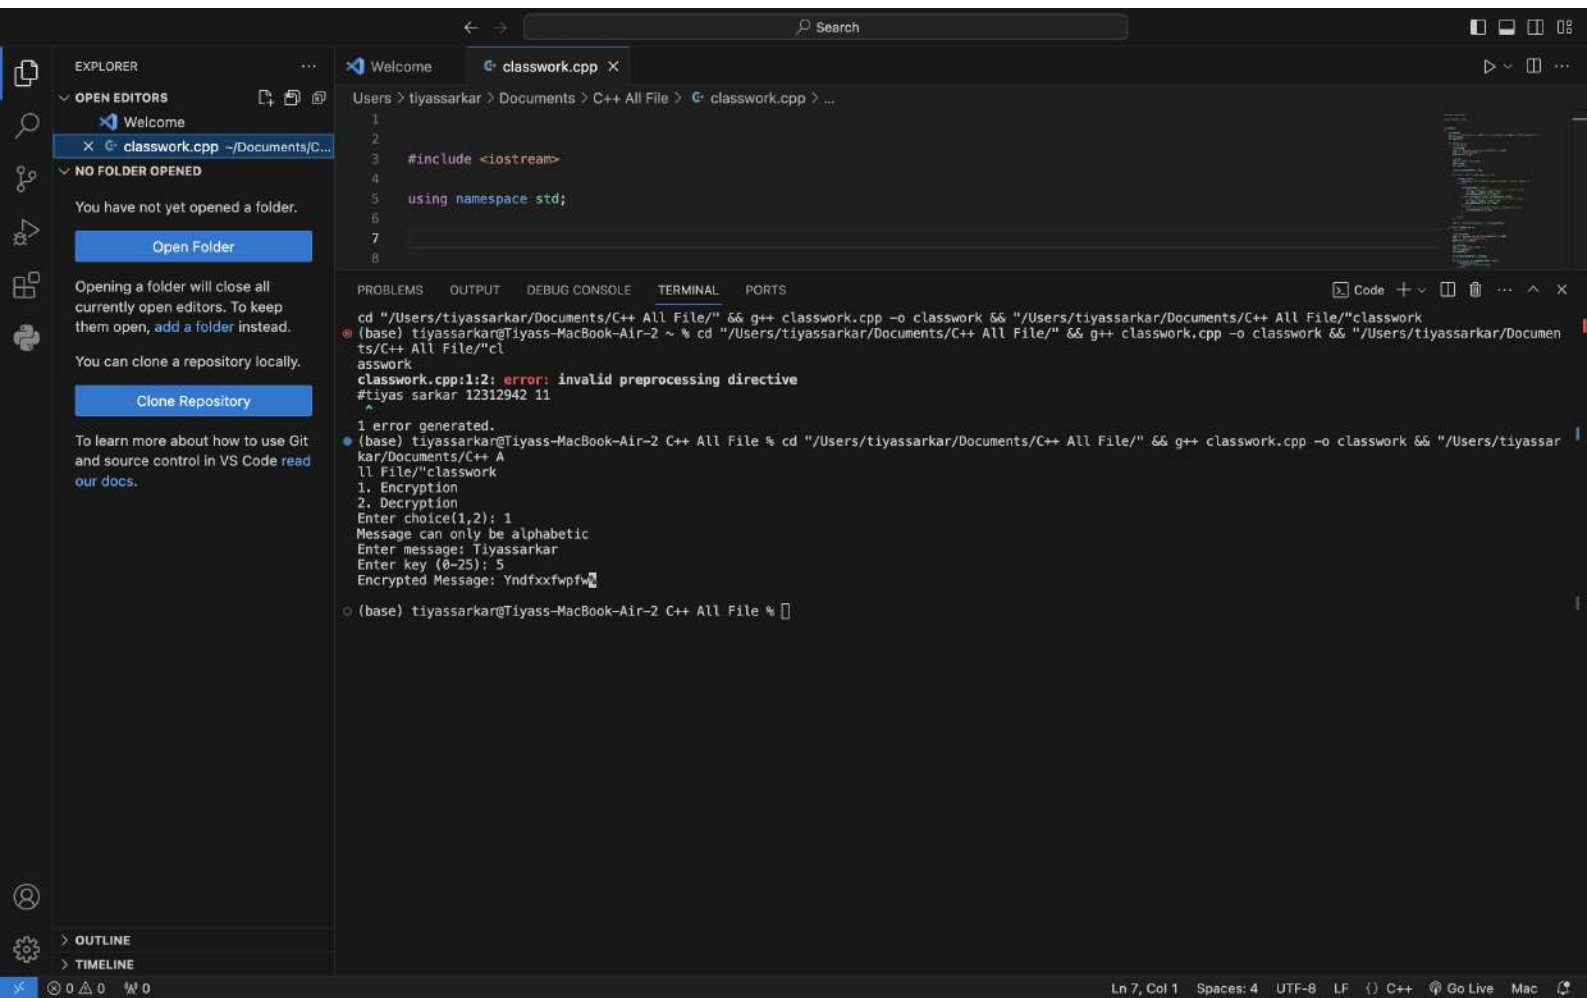 Search
EXPLORER
Welcome
classwork.cpp
OPEN EDITORS
Welcome
classwork.cpp ~/Documents/C...
NO FOLDER OPENED
You have not yet opened a folder.
Open Folder
Opening a folder will close all
currently open editors. To keep
them open, add a folder instead.
You can clone a repository locally.
Clone Repository
To learn more about how to use Git
and source control in VS Code read
our docs.
OUTLINE
TIMELINE
Users > tiyassarkar > Documents > C++ All File > classwork.cpp > ...
1
2
3 #include <iostream>
4
5 using namespace std;
6
7
8
PROBLEMS OUTPUT DEBUG CONSOLE TERMINAL PORTS
Code
cd "/Users/tiyassarkar/Documents/C++ All File/" && g++ classwork.cpp -o classwork && "/Users/tiyassarkar/Documents/C++ All File/"classwork
(base) tiyassarkar@Tiyass-MacBook-Air-2 ~ % cd "/Users/tiyassarkar/Documents/C++ All File/" && g++ classwork.cpp -o classwork && "/Users/tiyassarkar/Documen
ts/C++ All File/"cl
asswork
classwork.cpp:1:2: error: invalid preprocessing directive
#tiyas sarkar 12312942 11
^
1 error generated.
(base) tiyassarkar@Tiyass-MacBook-Air-2 C++ All File % cd "/Users/tiyassarkar/Documents/C++ All File/" && g++ classwork.cpp -o classwork && "/Users/tiyassar
kar/Documents/C++ A
ll File/"classwork
1. Encryption
2. Decryption
Enter choice(1,2): 1
Message can only be alphabetic
Enter message: Tiyassarkar
Enter key (0-25): 5
Encrypted Message: Yndfxxfwpfw%
(base) tiyassarkar@Tiyass-MacBook-Air-2 C++ All File %
0 0 0
Ln 7, Col 1 Spaces: 4 UTF-8 LF {} C++ Go Live Mac